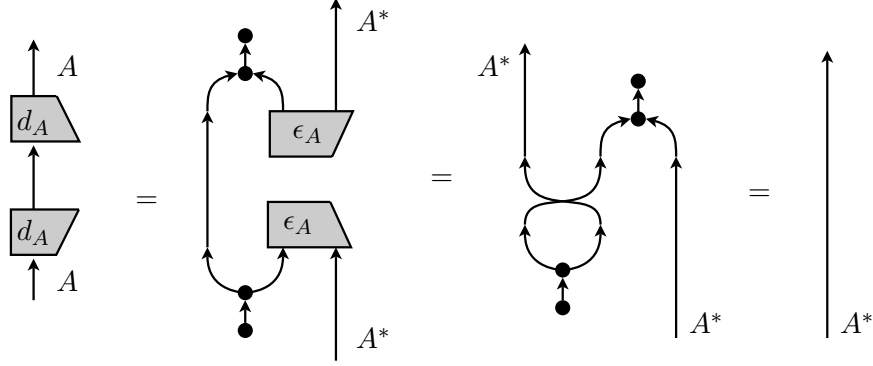 A
d_A
d_A
A
=
A*
ϵ_A
ϵ_A
A*
=
A*
A*
=
A*